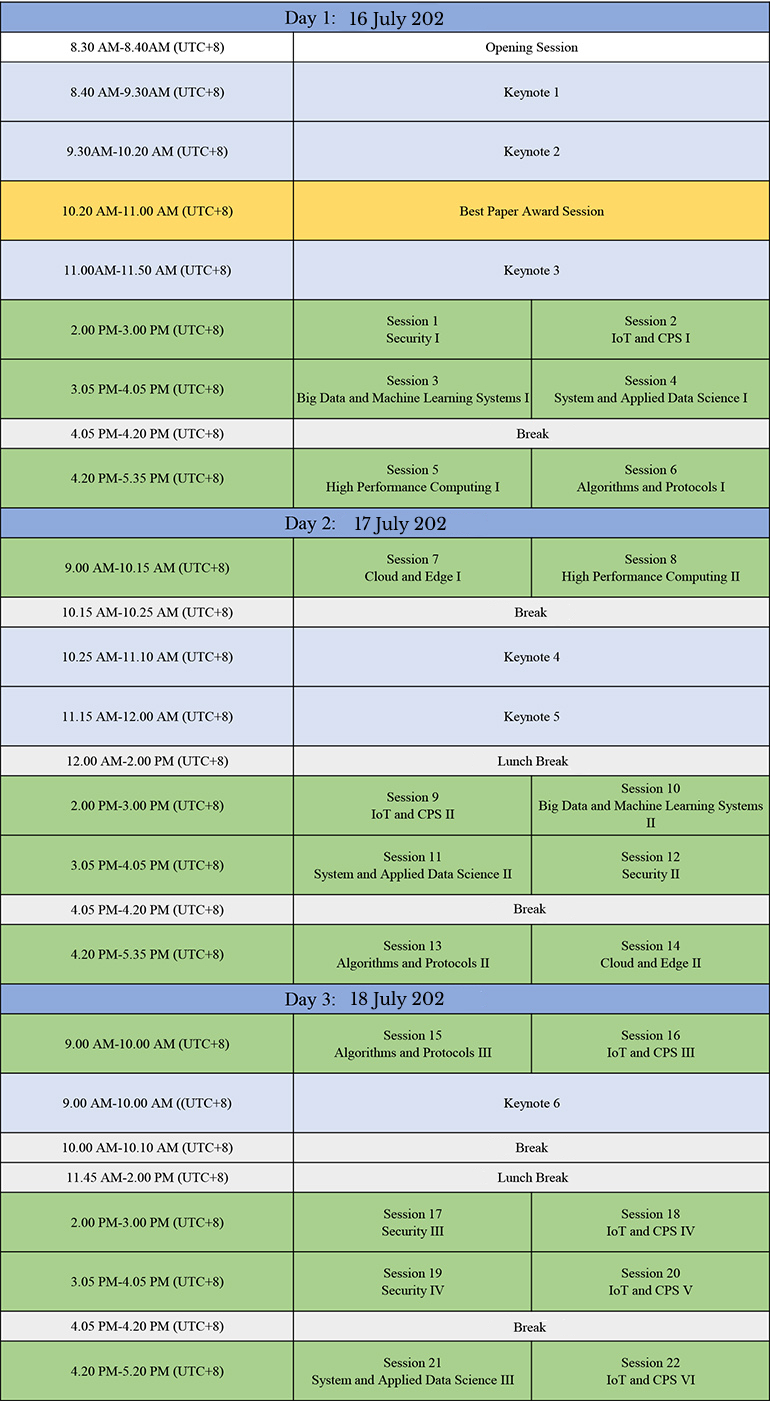 Day 1: 16 July 202
8.30 AM-8.40AM (UTC+8) Opening Session
8.40 AM-9.30AM (UTC+8) Keynote 1
9.30AM-10.20 AM (UTC+8) Keynote 2
10.20 AM-11.00 AM (UTC+8) Best Paper Award Session
11.00AM-11.50 AM (UTC+8) Keynote 3
2.00 PM-3.00 PM (UTC+8)
Session 1
Security I
Session 2
IoT and CPS I
3.05 PM-4.05 PM (UTC+8)
Session 3
Big Data and Machine Learning Systems I
Session 4
System and Applied Data Science I
4.05 PM-4.20 PM (UTC+8) Break
4.20 PM-5.35 PM (UTC+8)
Session 5
High Performance Computing I
Session 6
Algorithms and Protocols I
Day 2: 17 July 202
9.00 AM-10.15 AM (UTC+8)
Session 7
Cloud and Edge I
Session 8
High Performance Computing II
10.15 AM-10.25 AM (UTC+8) Break
10.25 AM-11.10 AM (UTC+8) Keynote 4
11.15 AM-12.00 AM (UTC+8) Keynote 5
12.00 AM-2.00 PM (UTC+8) Lunch Break
2.00 PM-3.00 PM (UTC+8)
Session 9
IoT and CPS II
Session 10
Big Data and Machine Learning Systems
II
3.05 PM-4.05 PM (UTC+8)
Session 11
System and Applied Data Science II
Session 12
Security II
4.05 PM-4.20 PM (UTC+8) Break
4.20 PM-5.35 PM (UTC+8)
Session 13
Algorithms and Protocols II
Session 14
Cloud and Edge II
Day 3: 18 July 202
9.00 AM-10.00 AM (UTC+8)
Session 15
Algorithms and Protocols III
Session 16
IoT and CPS III
9.00 AM-10.00 AM ((UTC+8) Keynote 6
10.00 AM-10.10 AM (UTC+8) Break
11.45 AM-2.00 PM (UTC+8) Lunch Break
2.00 PM-3.00 PM (UTC+8)
Session 17
Security III
Session 18
IoT and CPS IV
3.05 PM-4.05 PM (UTC+8)
Session 19
Security IV
Session 20
IoT and CPS V
4.05 PM-4.20 PM (UTC+8) Break
4.20 PM-5.20 PM (UTC+8)
Session 21
System and Applied Data Science III
Session 22
IoT and CPS VI